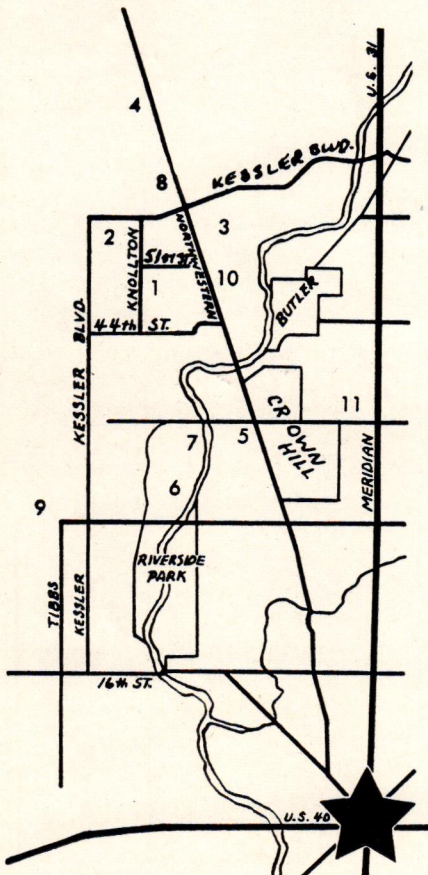 U.S. 31
4
KESSLER BLVD.
8
3
2
KNOLLTON
51st ST.
NORTHWESTERN
1
10
BUTLER
44th ST.
KESSLER BLVD.
CROWN HILL
11
7
5
6
9
MERIDIAN
RIVERSIDE
PARK
TIBBS
KESSLER
16th ST.
U.S. 40